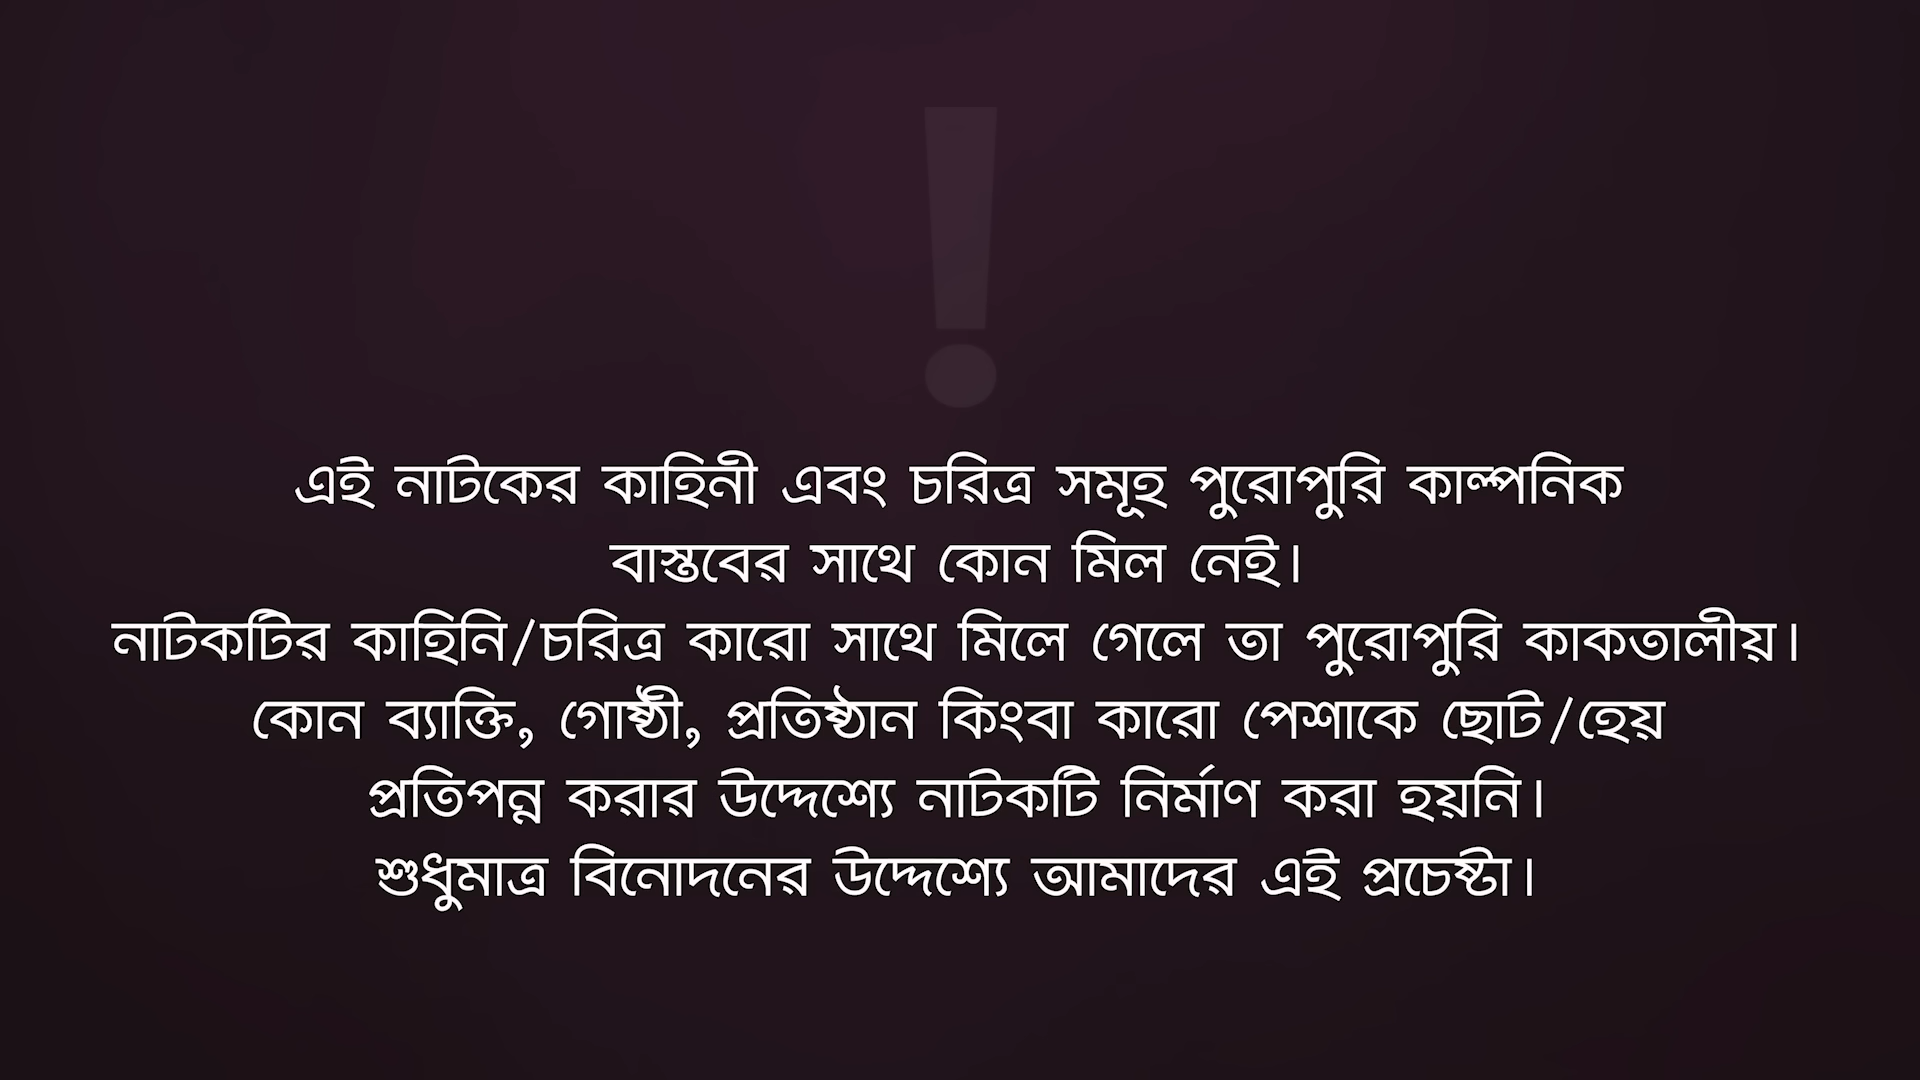 এই নাটকের কাহিনী এবং চরিত্র সমূহ পুরোপুরি কাল্পনিক
বাস্তবের সাথে কোন মিল নেই।
নাটকটির কাহিনি/চরিত্র কারো সাথে মিলে গেলে তা পুরোপুরি কাকতালীয়।
কোন ব্যাক্তি, গোষ্ঠী, প্রতিষ্ঠান কিংবা কারো পেশাকে ছোট/হেয়
প্রতিপন্ন করার উদ্দেশ্যে নাটকটি নির্মাণ করা হয়নি।
শুধুমাত্র বিনোদনের উদ্দেশ্যে আমাদের এই প্রচেষ্টা।